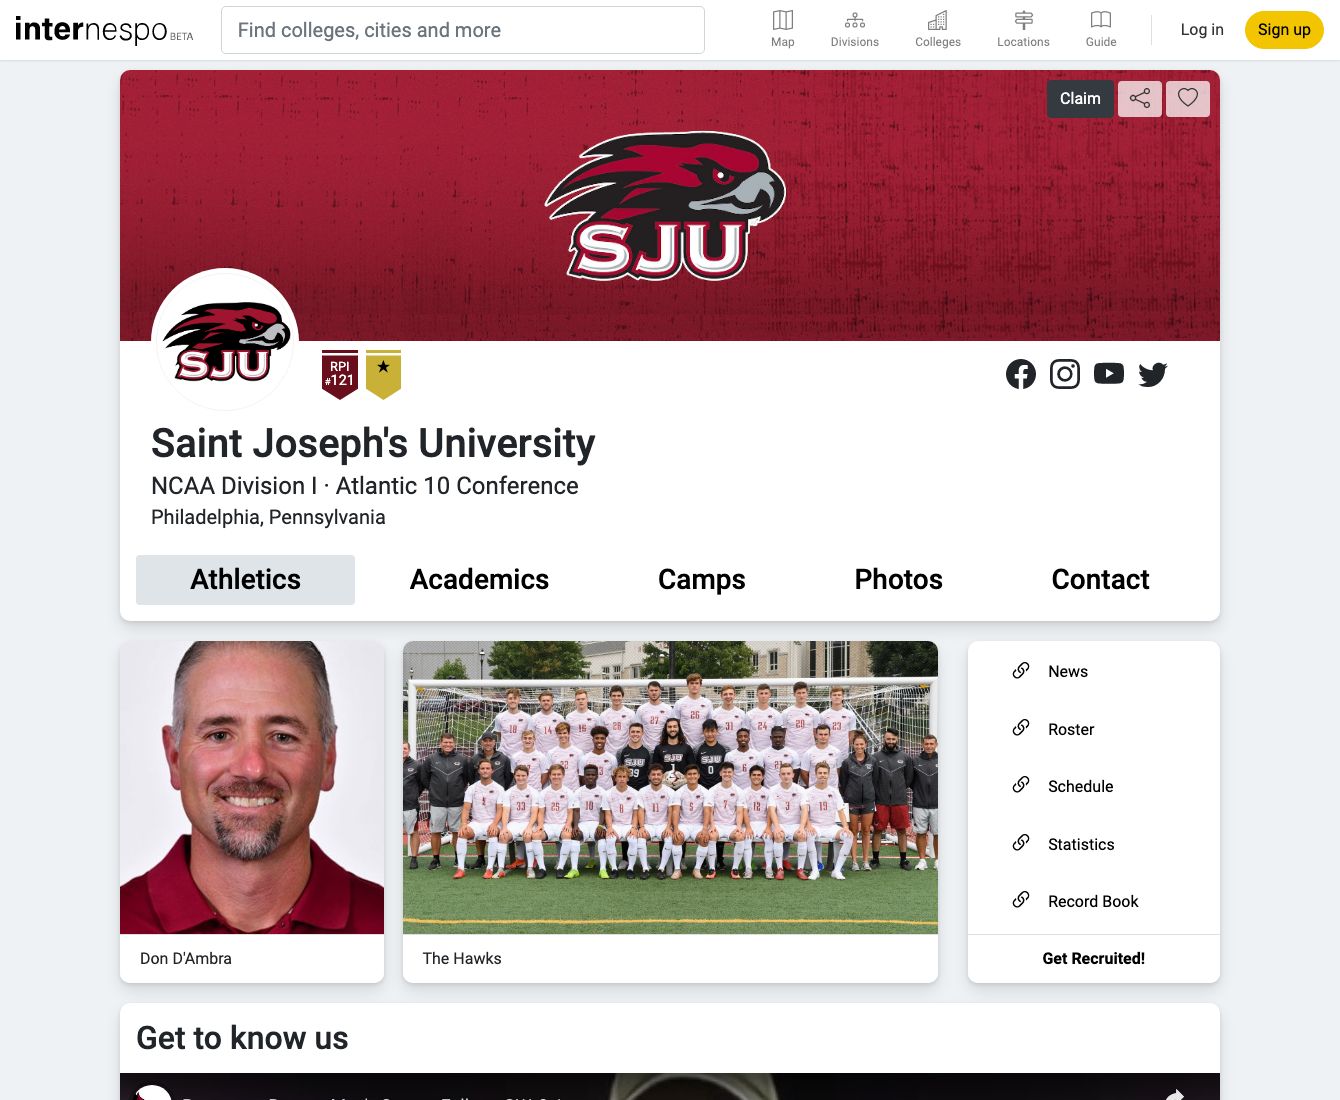 internespo BETA
Find colleges, cities and more
Map
Divisions
Colleges
Locations
Guide
Log in
Sign up
Claim
SJU
SJU
RPI
#121
Saint Joseph's University
NCAA Division I · Atlantic 10 Conference
Philadelphia, Pennsylvania
Athletics
Academics
Camps
Photos
Contact
News
Roster
Schedule
Statistics
Record Book
Don D'Ambra
The Hawks
Get Recruited!
Get to know us